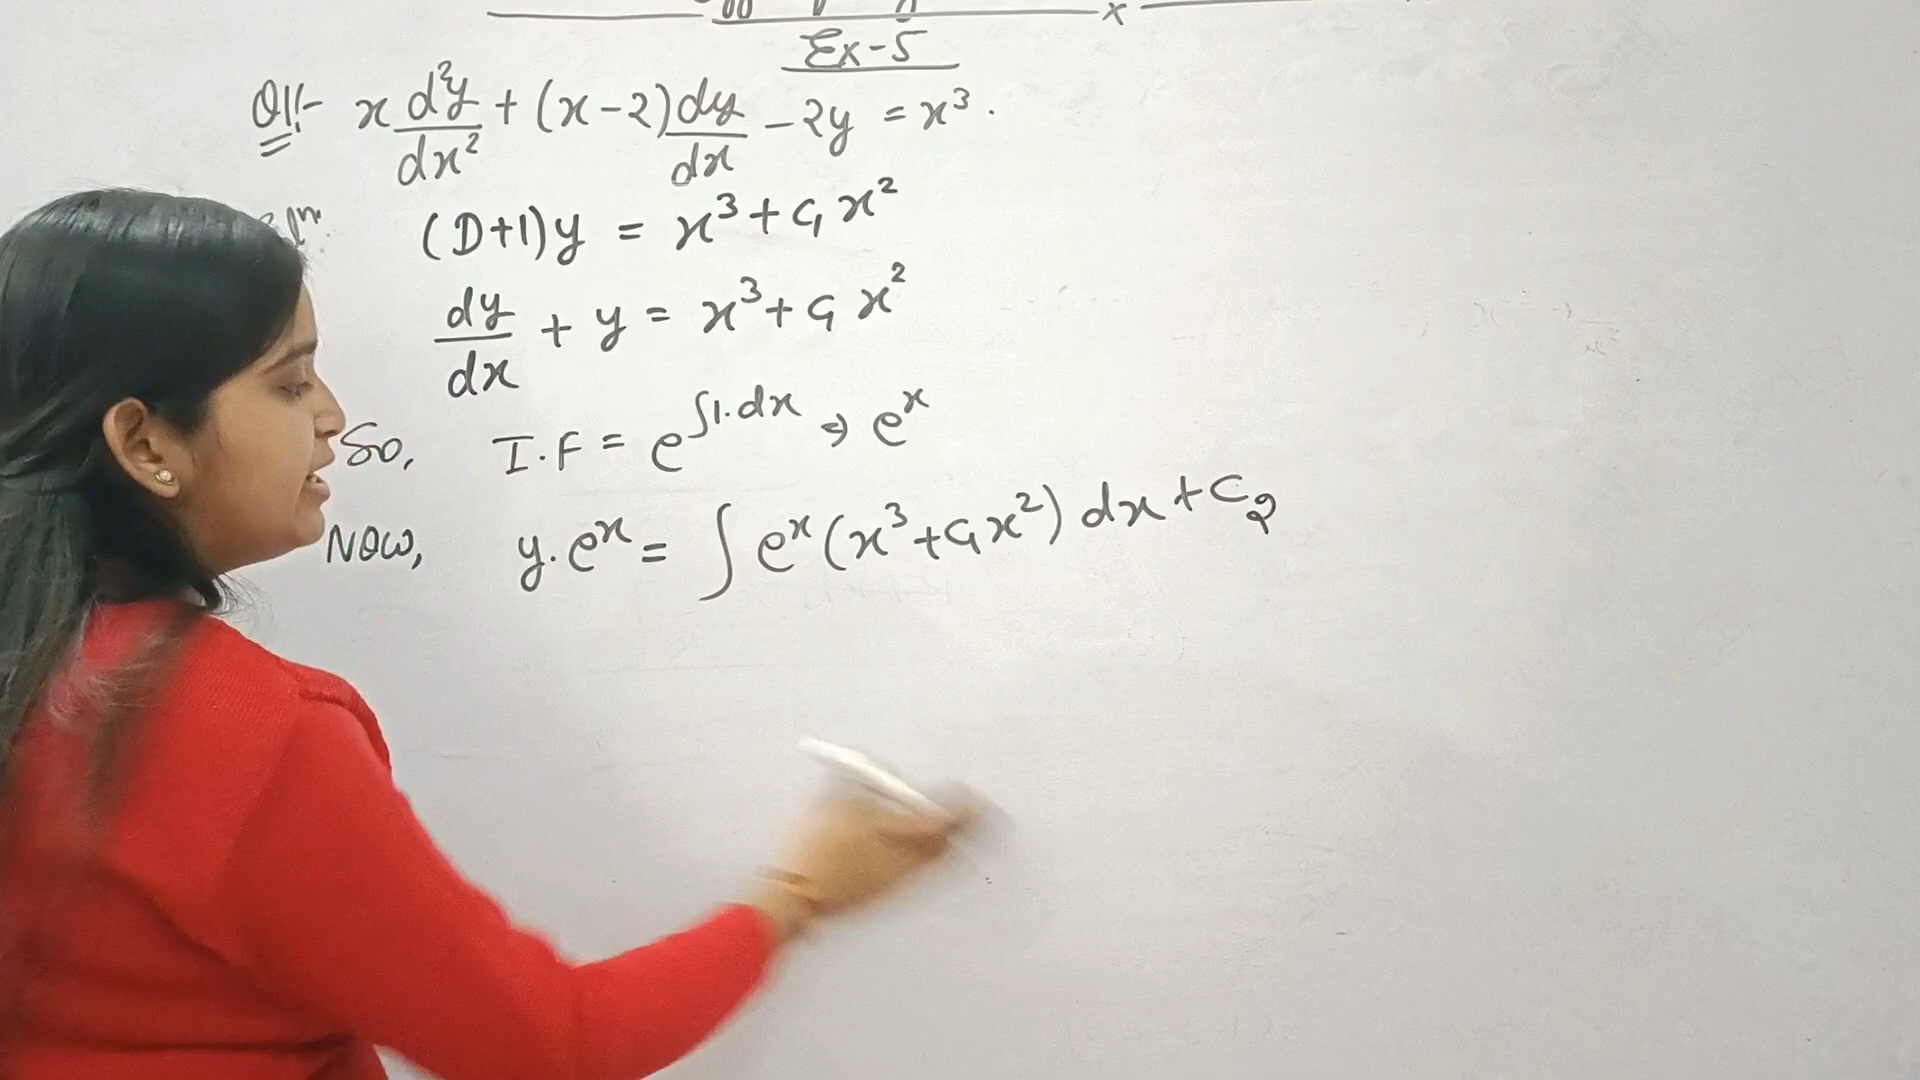 Ex-5
Q1:- x d²y/dx² + (x-2) dy/dx - 2y = x³.
(D+1)y = x³ + C₁x²
dy/dx + y = x³ + C₁x²
So, I.F = e^∫1.dx ⇒ e^x
Now, y.e^x = ∫e^x(x³+C₁x²) dx + C₂